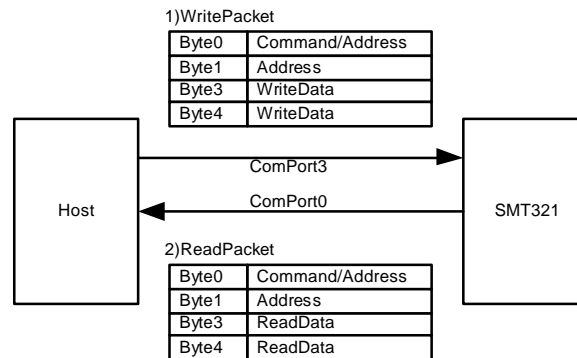 1)WritePacket
Byte0 Command/Address
Byte1 Address
Byte3 WriteData
Byte4 WriteData
ComPort3
Host
ComPort0
SMT321
2)ReadPacket
Byte0 Command/Address
Byte1 Address
Byte3 ReadData
Byte4 ReadData